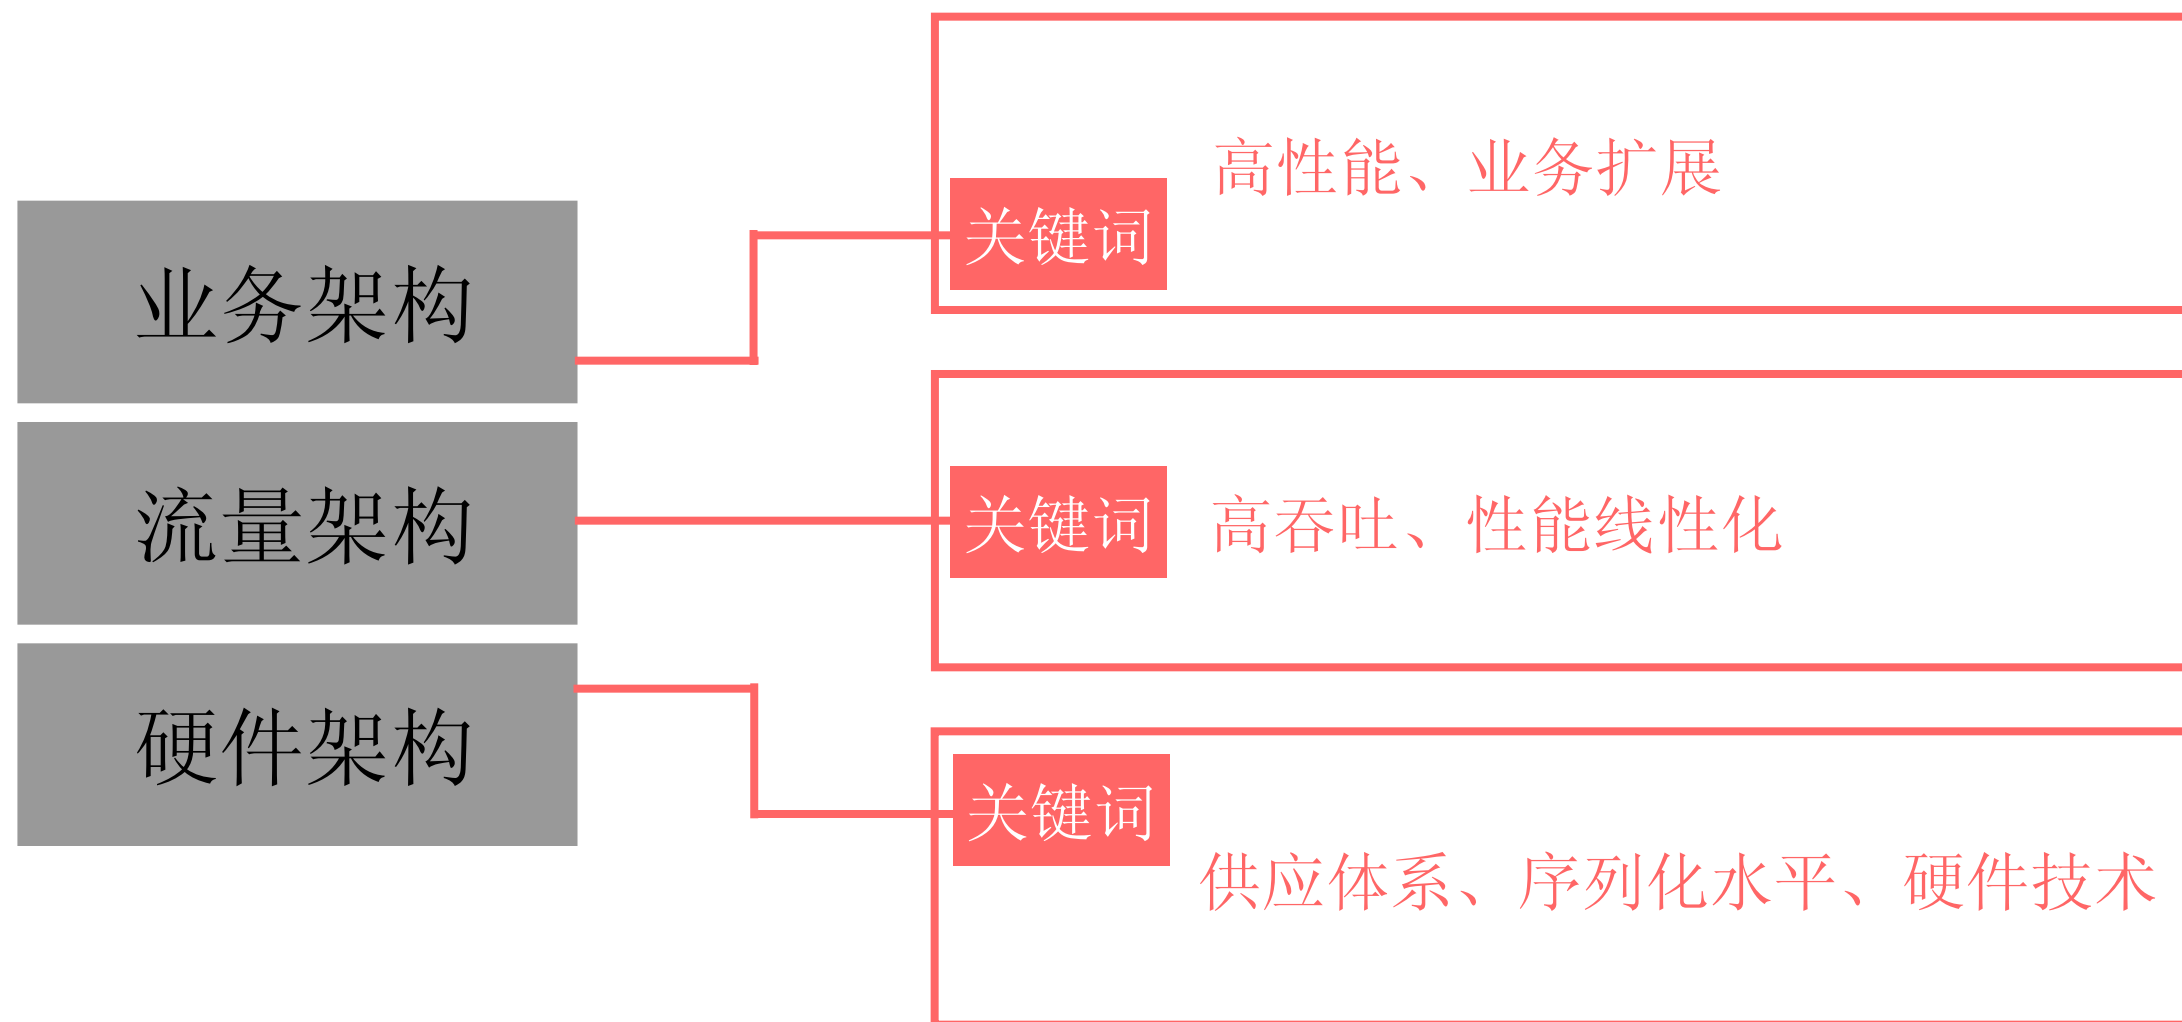 业务架构
关键词
高性能、业务扩展
流量架构
关键词
高吞吐、性能线性化
硬件架构
关键词
供应体系、序列化水平、硬件技术